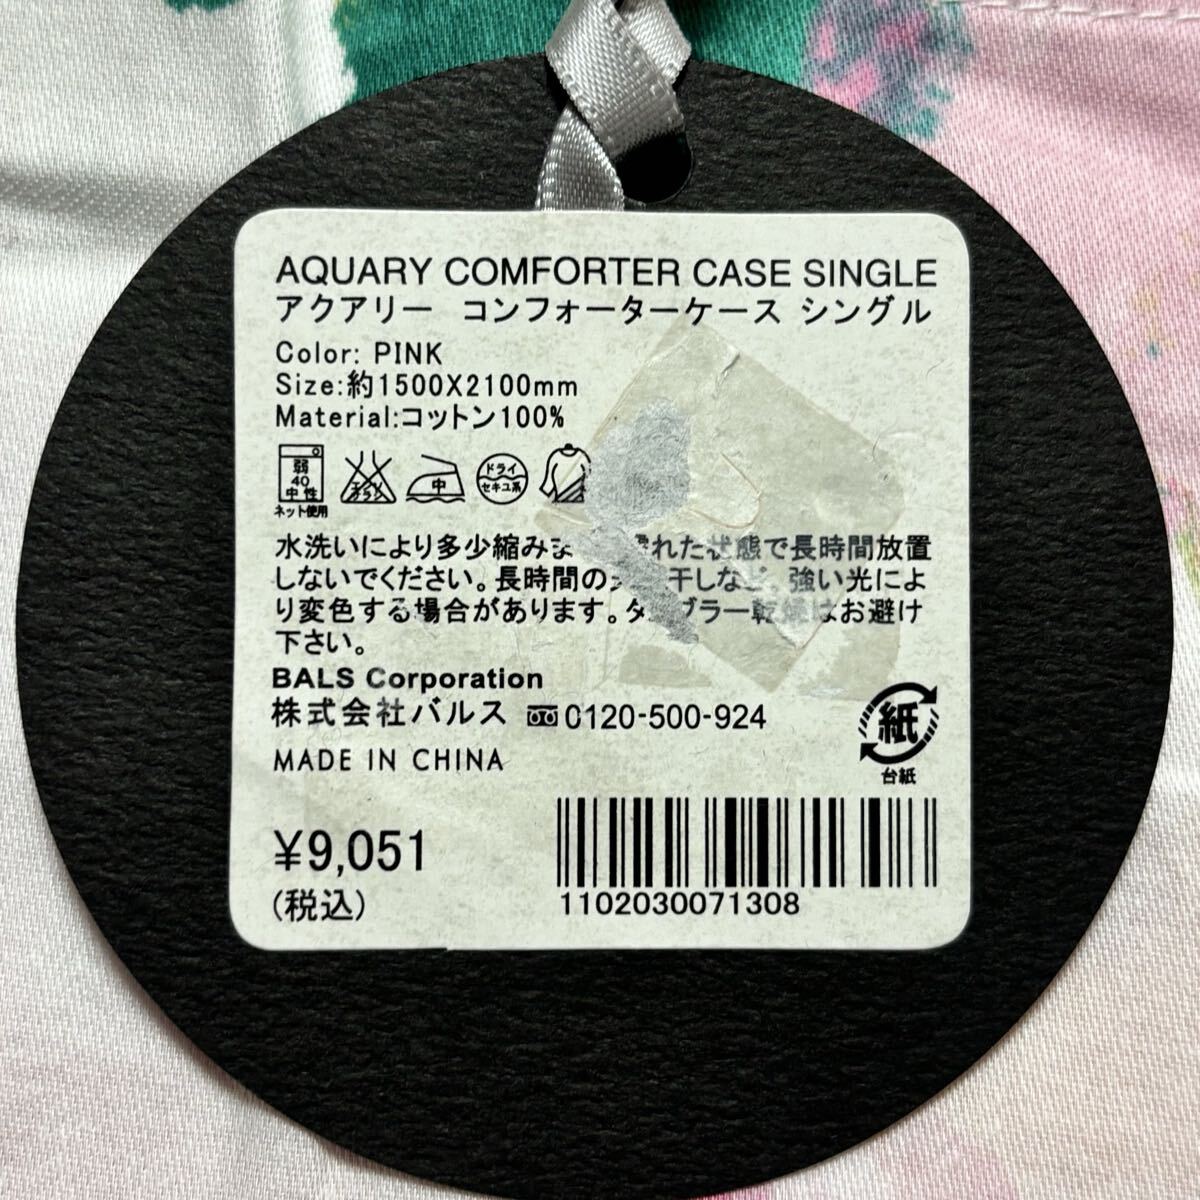 AQUARY COMFORTER CASE SINGLE
アクアリー コンフォーターケース シングル
Color: PINK
Size:約1500X2100mm
Material:コットン100%
弱
40
中性
ネット使用
中
ドライ
セキユ系
水洗いにより多少縮みま れた状態で長時間放置
しないでください。長時間の 干しなど、強い光によ
り変色する場合があります。タンブラー乾燥はお避け
下さい。
BALS Corporation
株式会社バルス 0120-500-924
MADE IN CHINA
紙
台紙
¥9,051
(税込)
1102030071308